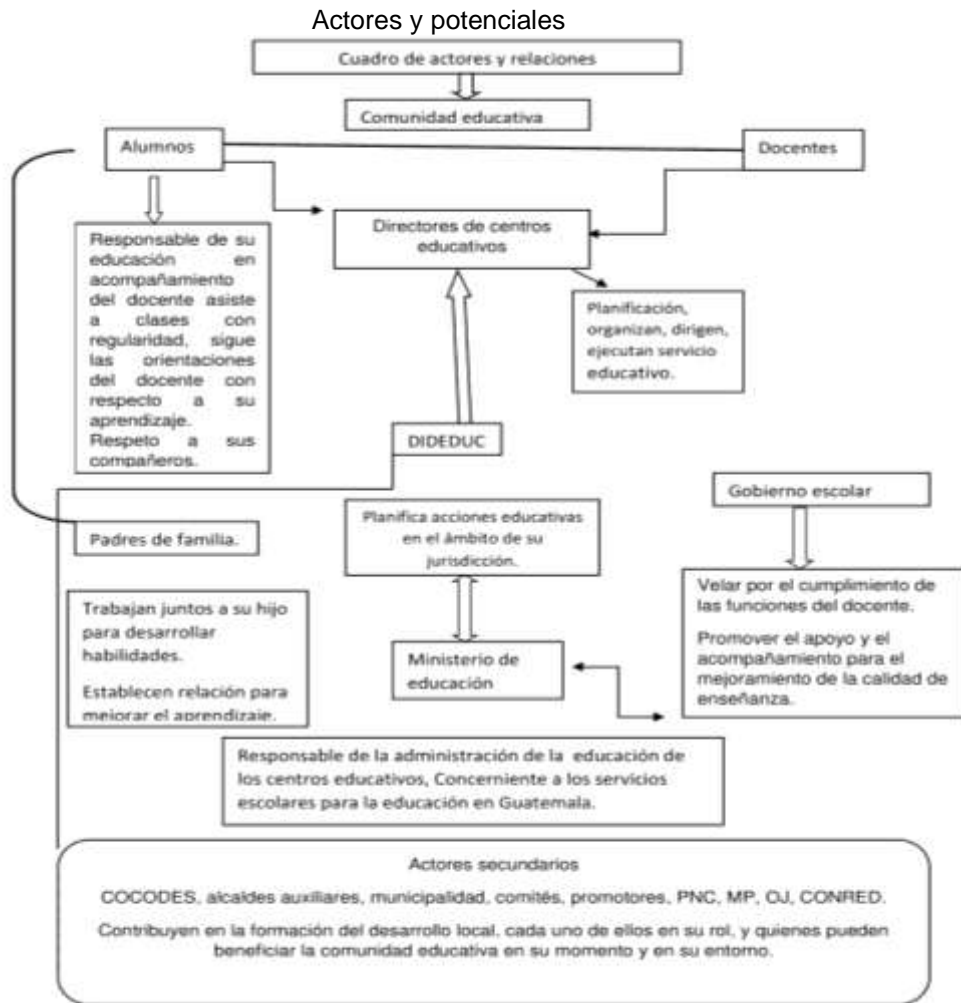 Actores y potenciales
Cuadro de actores y relaciones
Comunidad educativa
Alumnos
Docentes
Directores de centros
educativos
Responsable de su
educación en
acompañamiento
del docente asiste
a clases con
regularidad, sigue
las orientaciones
del docente con
respecto a su
aprendizaje.
Respeto a sus
compañeros.
Planificación,
organizan, dirigen,
ejecutan servicio
educativo.
DIDEDUC
Gobierno escolar
Planifica acciones educativas
en el ámbito de su
jurisdicción.
Padres de familia.
Velar por el cumplimiento de
las funciones del docente.
Promover el apoyo y el
acompañamiento para el
mejoramiento de la calidad de
enseñanza.
Trabajan juntos a su hijo
para desarrollar
habilidades.
Establecen relación para
mejorar el aprendizaje.
Ministerio de
educación
Responsable de la administración de la educación de
los centros educativos, Concerniente a los servicios
escolares para la educación en Guatemala.
Actores secundarios
COCODES, alcaldes auxiliares, municipalidad, comités, promotores, PNC, MP, OJ, CONRED.
Contribuyen en la formación del desarrollo local, cada uno de ellos en su rol, y quienes pueden
beneficiar la comunidad educativa en su momento y en su entorno.